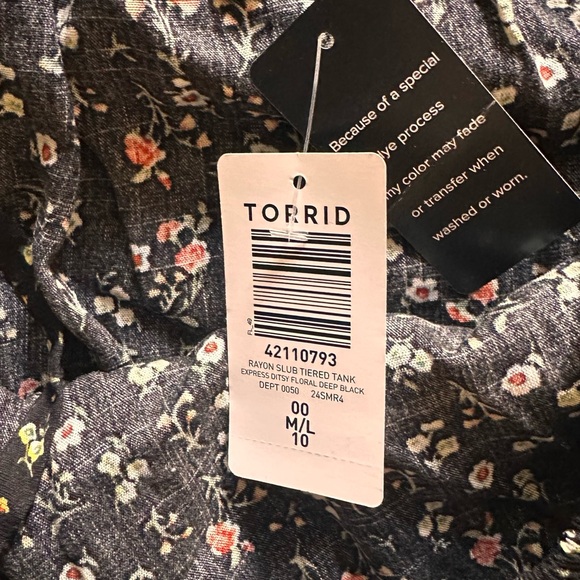 Because of a special
dye process
my color may fade
or transfer when
washed or worn.
TORRID
FL_49
42110793
RAYON SLUB TIERED TANK
EXPRESS DITSY FLORAL DEEP BLACK
DEPT 0050 24SMR4
00
M/L
10